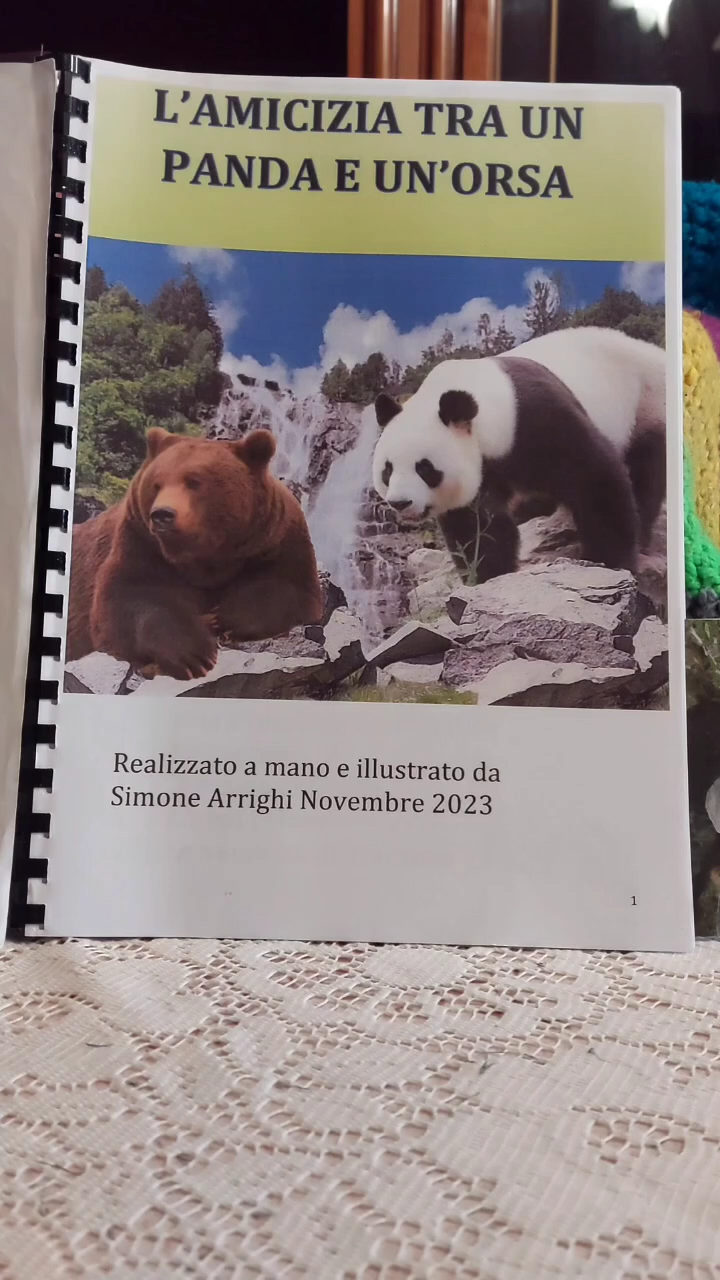 L'AMICIZIA TRA UN
PANDA E UN'ORSA
Realizzato a mano e illustrato da
Simone Arrighi Novembre 2023
1